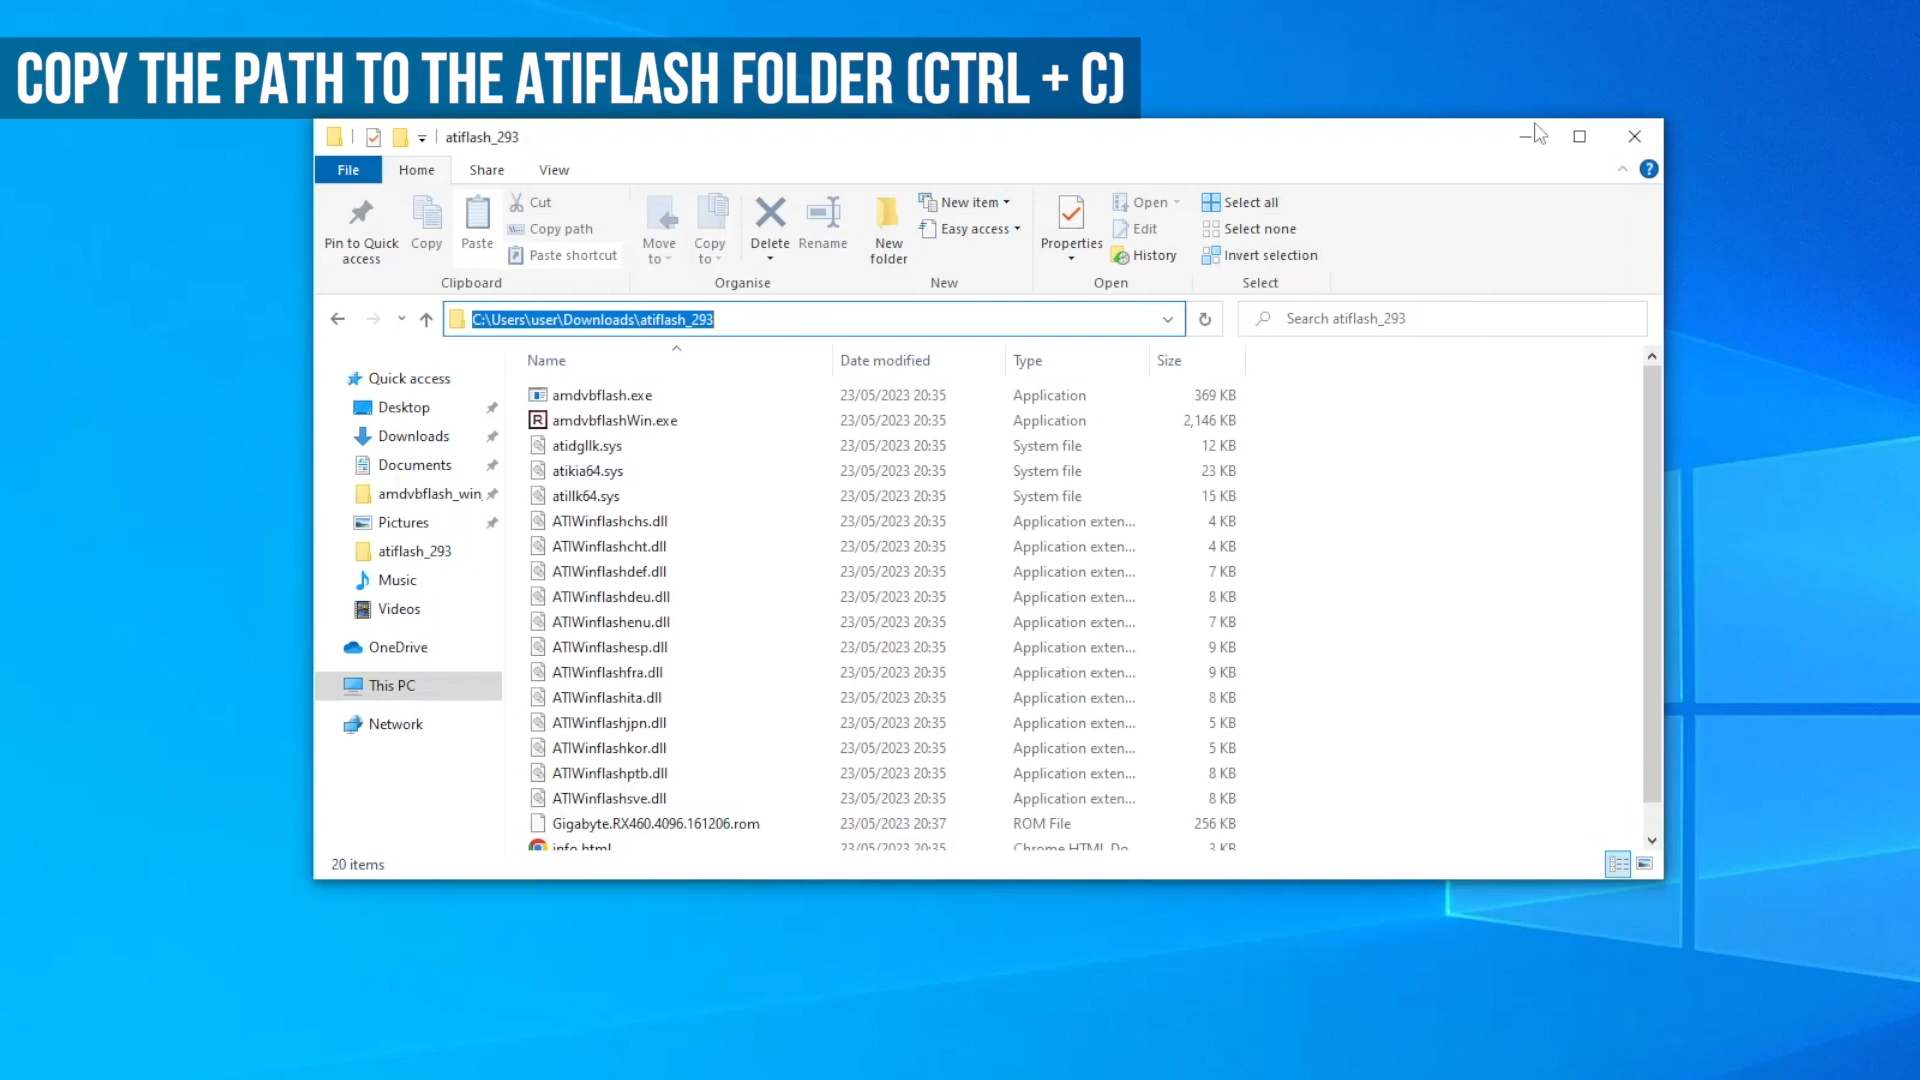 COPY THE PATH TO THE ATIFLASH FOLDER (CTRL + C)
atiflash_293
File Home Share View
Pin to Quick access
Copy
Paste
Cut
Copy path
Paste shortcut
Clipboard
Move to
Copy to
Delete
Rename
Organise
New folder
New item
Easy access
New
Properties
Open
Edit
History
Open
Select all
Select none
Invert selection
Select
C:\Users\user\Downloads\atiflash_293
Search atiflash_293
Quick access
Desktop
Downloads
Documents
amdvbflash_win
Pictures
atiflash_293
Music
Videos
OneDrive
This PC
Network
Name Date modified Type Size
amdvbflash.exe 23/05/2023 20:35 Application 369 KB
amdvbflashWin.exe 23/05/2023 20:35 Application 2,146 KB
atidgllk.sys 23/05/2023 20:35 System file 12 KB
atikia64.sys 23/05/2023 20:35 System file 23 KB
atillk64.sys 23/05/2023 20:35 System file 15 KB
ATIWinflashchs.dll 23/05/2023 20:35 Application exten... 4 KB
ATIWinflashcht.dll 23/05/2023 20:35 Application exten... 4 KB
ATIWinflashdef.dll 23/05/2023 20:35 Application exten... 7 KB
ATIWinflashdeu.dll 23/05/2023 20:35 Application exten... 8 KB
ATIWinflashenu.dll 23/05/2023 20:35 Application exten... 7 KB
ATIWinflashesp.dll 23/05/2023 20:35 Application exten... 9 KB
ATIWinflashfra.dll 23/05/2023 20:35 Application exten... 9 KB
ATIWinflashita.dll 23/05/2023 20:35 Application exten... 8 KB
ATIWinflashjpn.dll 23/05/2023 20:35 Application exten... 5 KB
ATIWinflashkor.dll 23/05/2023 20:35 Application exten... 5 KB
ATIWinflashptb.dll 23/05/2023 20:35 Application exten... 8 KB
ATIWinflashsve.dll 23/05/2023 20:35 Application exten... 8 KB
Gigabyte.RX460.4096.161206.rom 23/05/2023 20:37 ROM File 256 KB
info.html 23/05/2023 20:35 Chrome HTML Do... 3 KB
20 items